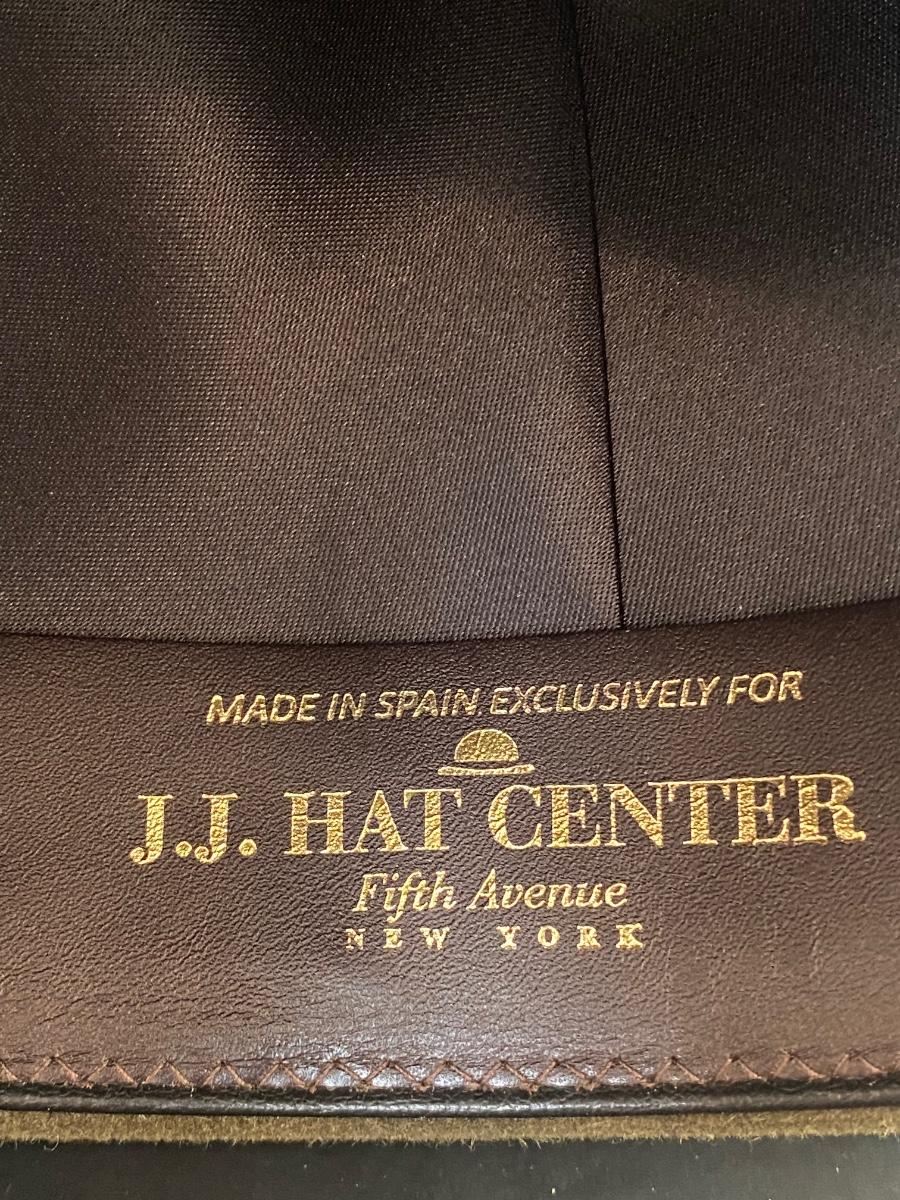 MADE IN SPAIN EXCLUSIVELY FOR
J.J. HAT CENTER
Fifth Avenue
NEW YORK